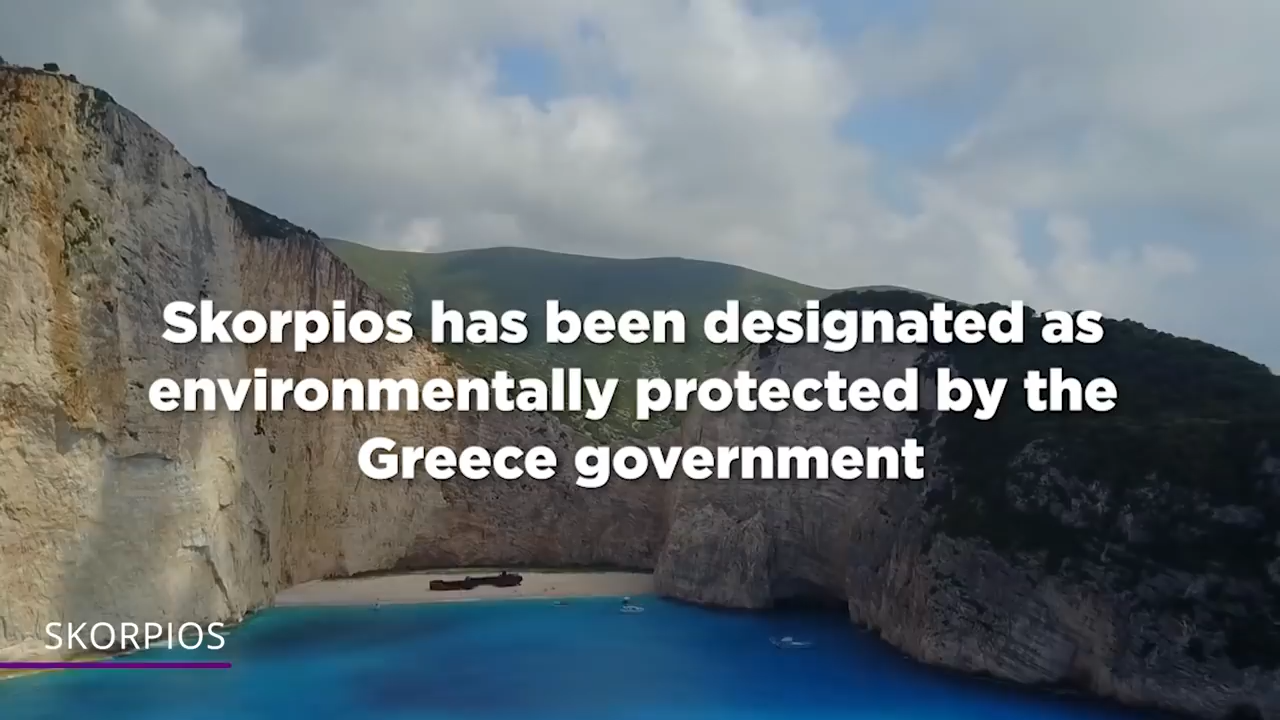 Skorpios has been designated as
environmentally protected by the
Greece government
SKORPIOS